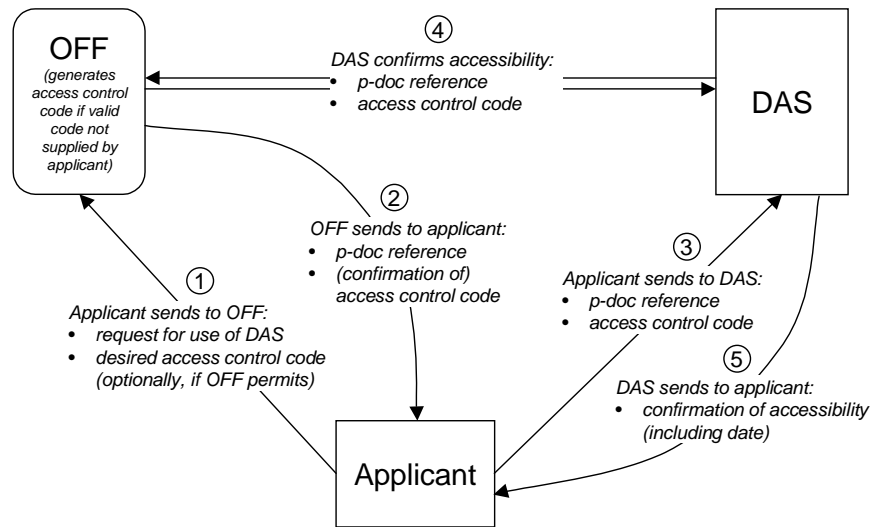 OFF
(generates
access control
code if valid
code not
supplied by
applicant)
4
DAS confirms accessibility:
• p-doc reference
• access control code
DAS
2
OFF sends to applicant:
• p-doc reference
• (confirmation of)
access control code
1
Applicant sends to OFF:
• request for use of DAS
• desired access control code
(optionally, if OFF permits)
3
Applicant sends to DAS:
• p-doc reference
• access control code
5
DAS sends to applicant:
• confirmation of accessibility
(including date)
Applicant